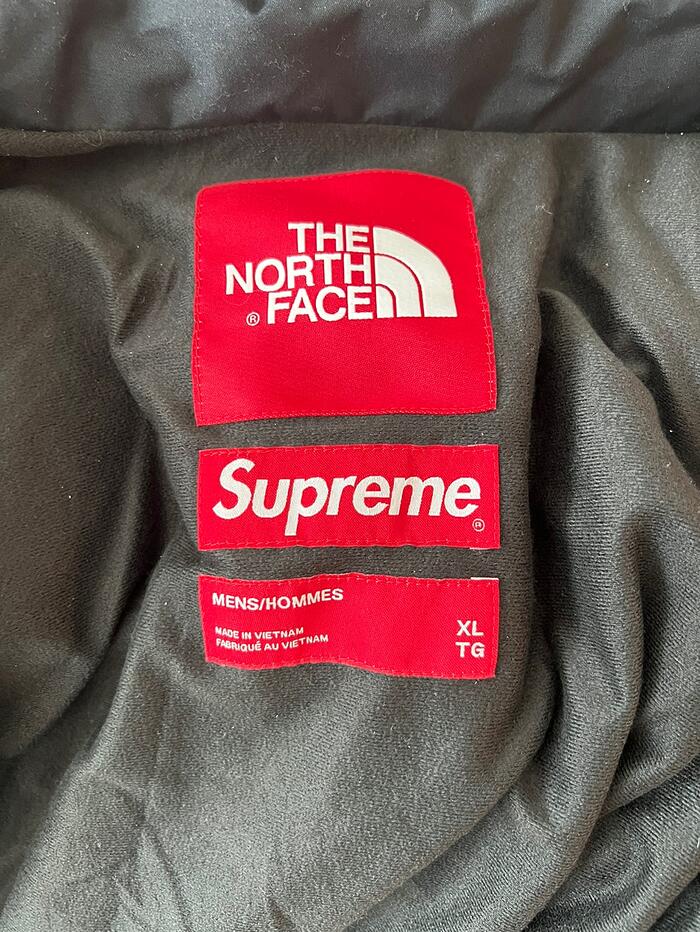 THE
NORTH
® FACE
Supreme
®
MENS/HOMMES
MADE IN VIETNAM
FABRIQUÉ AU VIETNAM
XL
TG